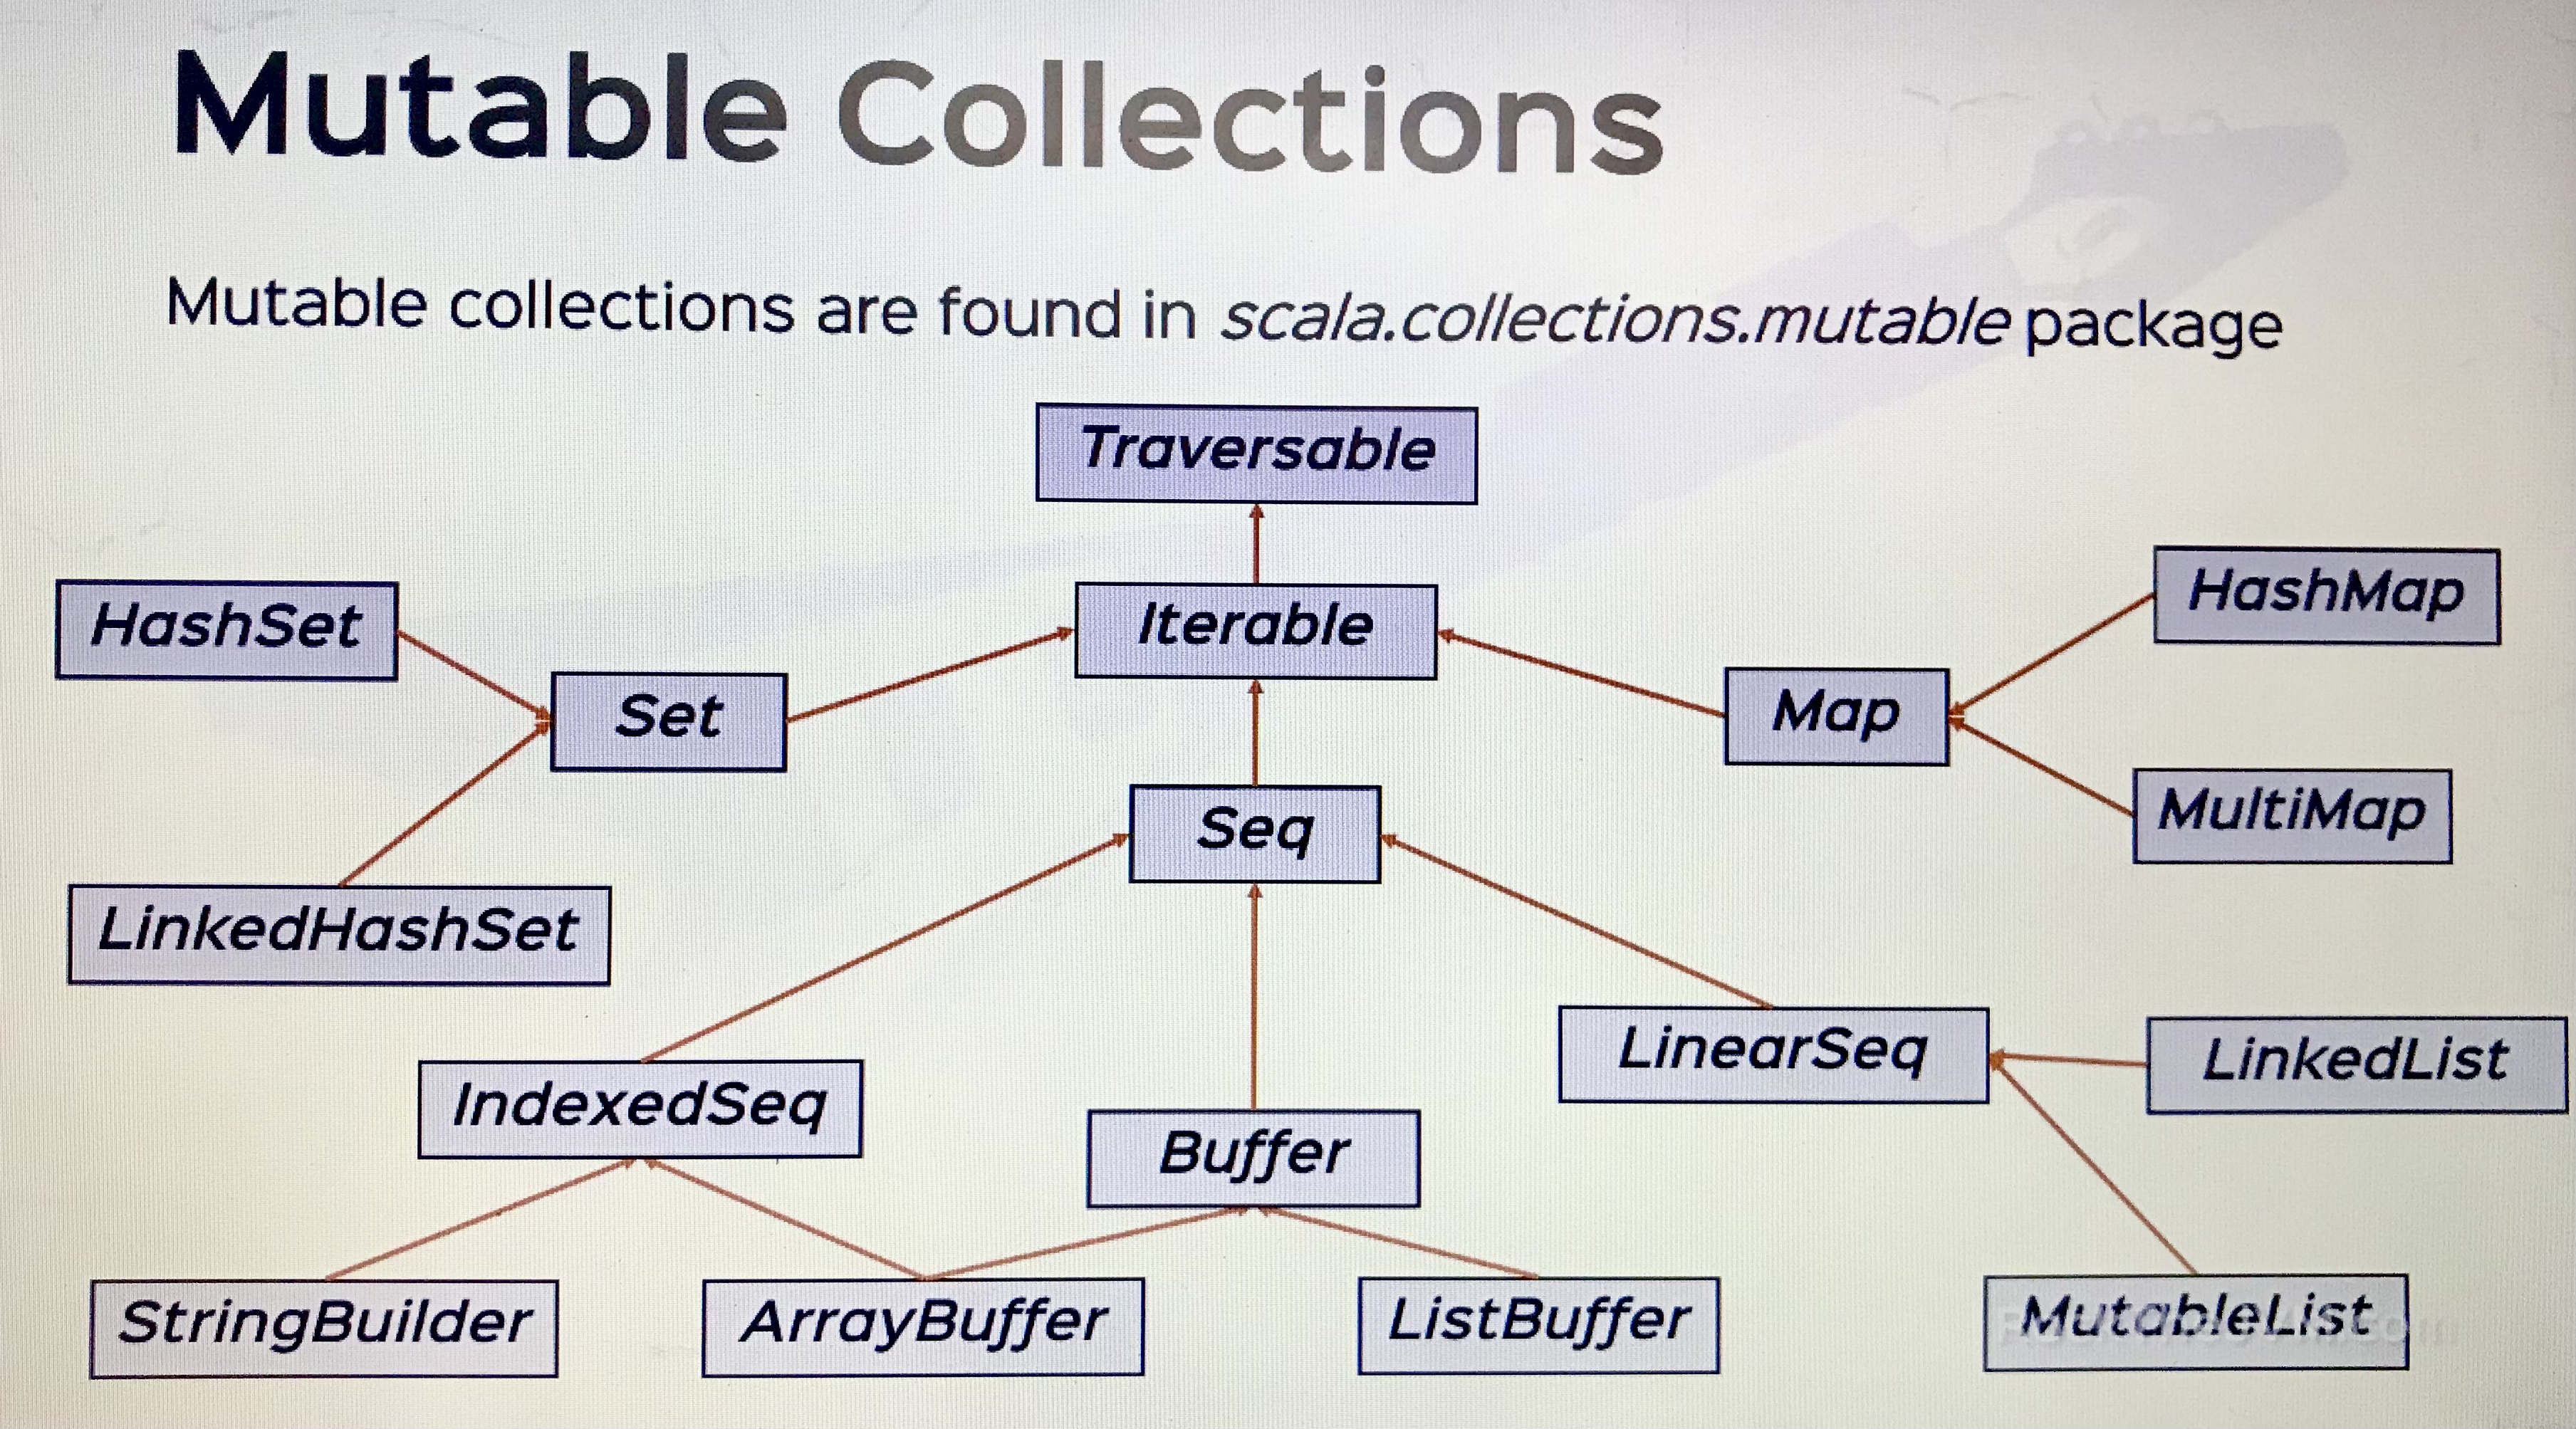 Mutable Collections
Mutable collections are found in scala.collections.mutable package
Traversable
HashSet
Iterable
HashMap
Set
Map
Seq
MultiMap
LinkedHashSet
IndexedSeq
Buffer
LinearSeq
LinkedList
StringBuilder
ArrayBuffer
ListBuffer
MutableList